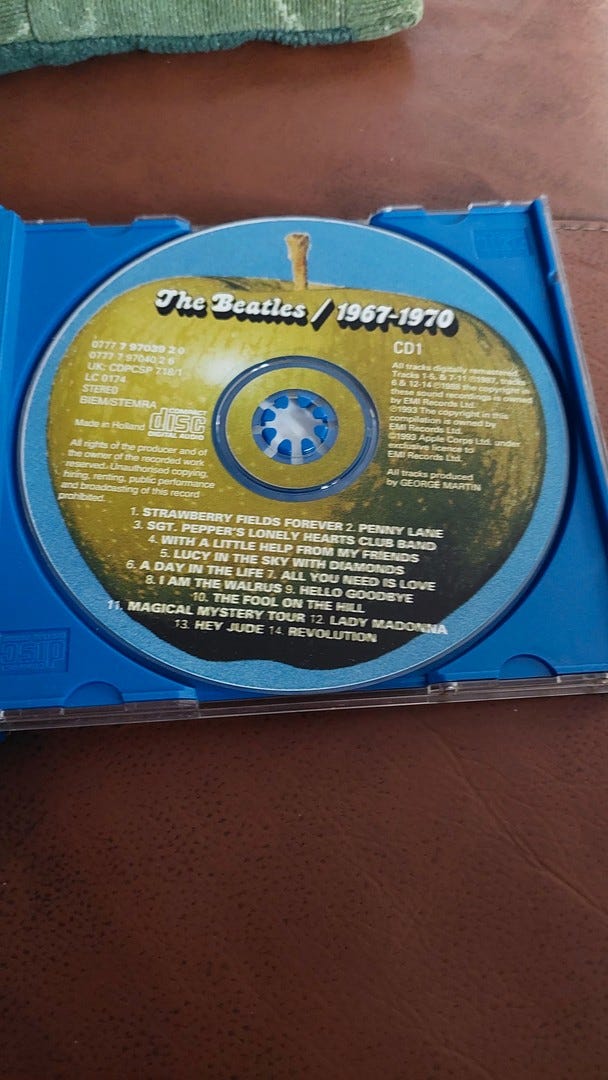 The Beatles / 1967-1970
0777 7 97039 2 0
0777 7 97040 2 6
UK: CDPCSP 718/1
LC 0174
STEREO
BIEM/STEMRA
COMPACT
disc
DIGITAL AUDIO
Made in Holland
All rights of the producer and of
the owner of the recorded work
reserved. Unauthorised copying,
hiring, renting, public performance
and broadcasting of this record
prohibited.
CD1
All tracks digitally remastered
Tracks 1-5, & 7-11 ℗1987, tracks
6 & 12-14 ℗1988 the copyright in
these sound recordings is owned
by EMI Records Ltd.
℗1993 The copyright in this
compilation is owned by
EMI Records Ltd.
©1993 Apple Corps Ltd. under
exclusive licence to
EMI Records Ltd.
All tracks produced
by GEORGE MARTIN
1. STRAWBERRY FIELDS FOREVER 2. PENNY LANE
3. SGT. PEPPER'S LONELY HEARTS CLUB BAND
4. WITH A LITTLE HELP FROM MY FRIENDS
5. LUCY IN THE SKY WITH DIAMONDS
6. A DAY IN THE LIFE 7. ALL YOU NEED IS LOVE
8. I AM THE WALRUS 9. HELLO GOODBYE
10. THE FOOL ON THE HILL
11. MAGICAL MYSTERY TOUR 12. LADY MADONNA
13. HEY JUDE 14. REVOLUTION